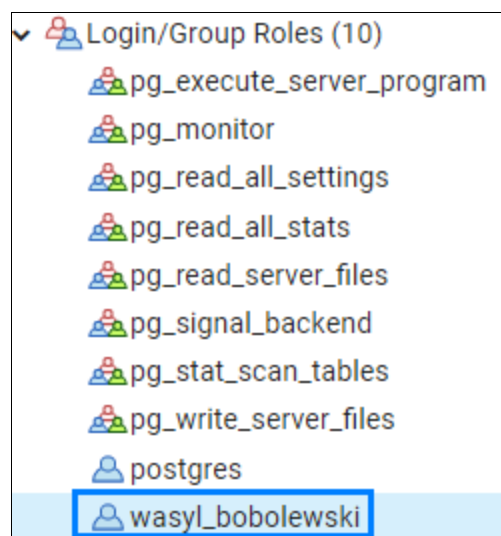 Login/Group Roles (10)
pg_execute_server_program
pg_monitor
pg_read_all_settings
pg_read_all_stats
pg_read_server_files
pg_signal_backend
pg_stat_scan_tables
pg_write_server_files
postgres
wasyl_bobolewski